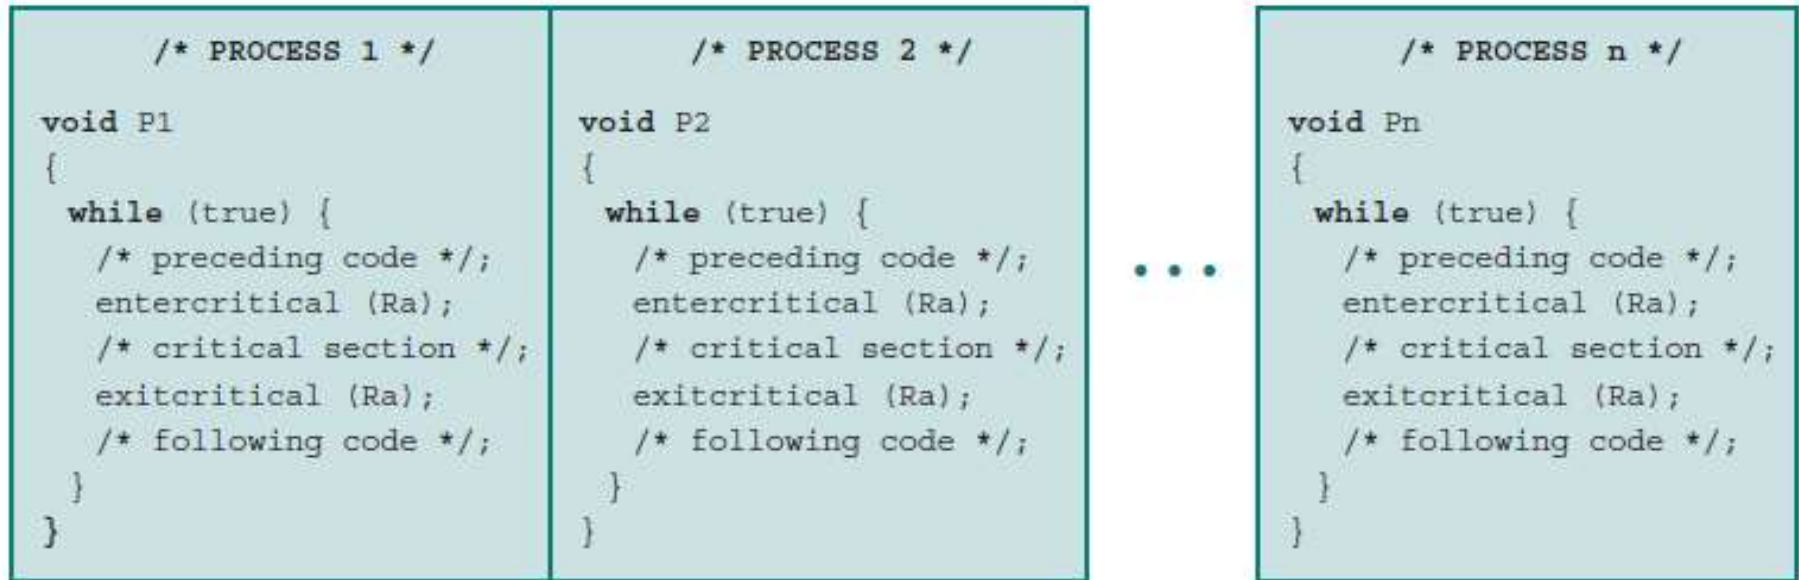 /* PROCESS 1 */
void P1
{
while (true) {
/* preceding code */;
entercritical (Ra);
/* critical section */;
exitcritical (Ra);
/* following code */;
}
}
/* PROCESS 2 */
void P2
{
while (true) {
/* preceding code */;
entercritical (Ra);
/* critical section */;
exitcritical (Ra);
/* following code */;
}
}
• • •
/* PROCESS n */
void Pn
{
while (true) {
/* preceding code */;
entercritical (Ra);
/* critical section */;
exitcritical (Ra);
/* following code */;
}
}